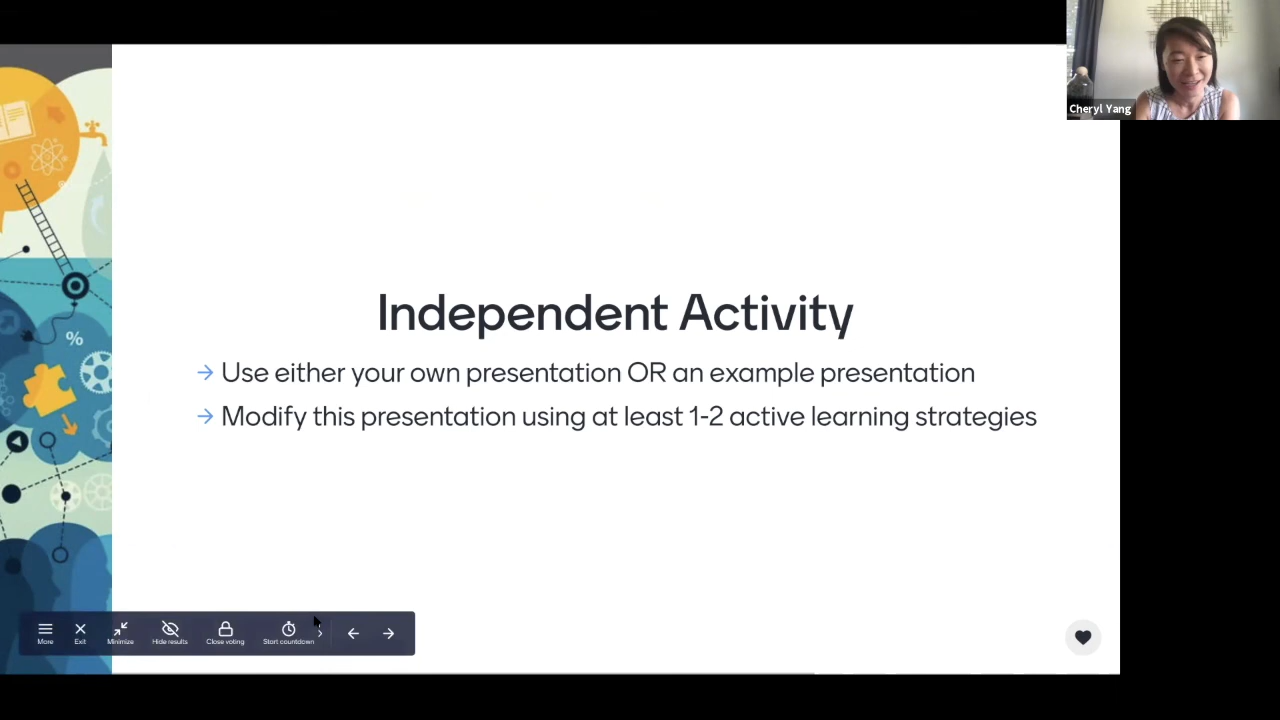 Cheryl Yang
%
Independent Activity
→ Use either your own presentation OR an example presentation
→ Modify this presentation using at least 1-2 active learning strategies
More Exit Minimize Hide results Close voting Start countdown